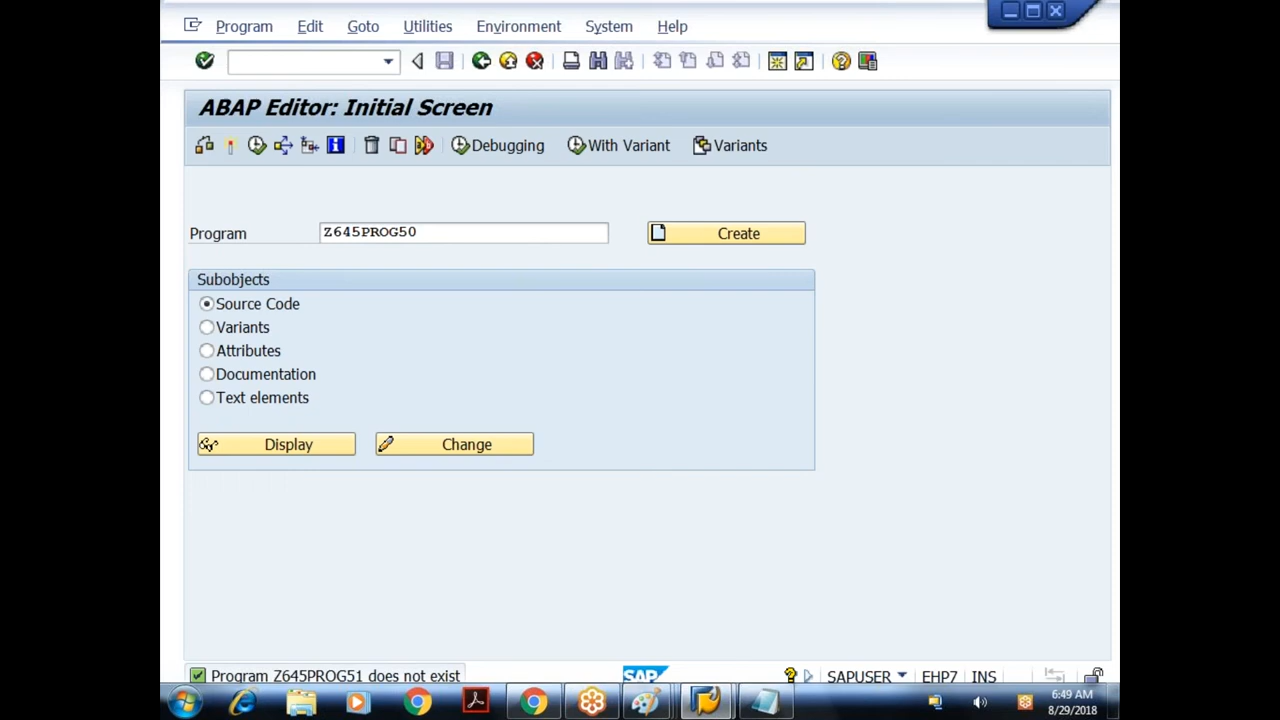 Program Edit Goto Utilities Environment System Help
ABAP Editor: Initial Screen
Debugging With Variant Variants
Program Z645PROG50 Create
Subobjects
Source Code
Variants
Attributes
Documentation
Text elements
Display Change
Program Z645PROG51 does not exist SAP SAPUSER EHP7 INS
6:49 AM
8/29/2018